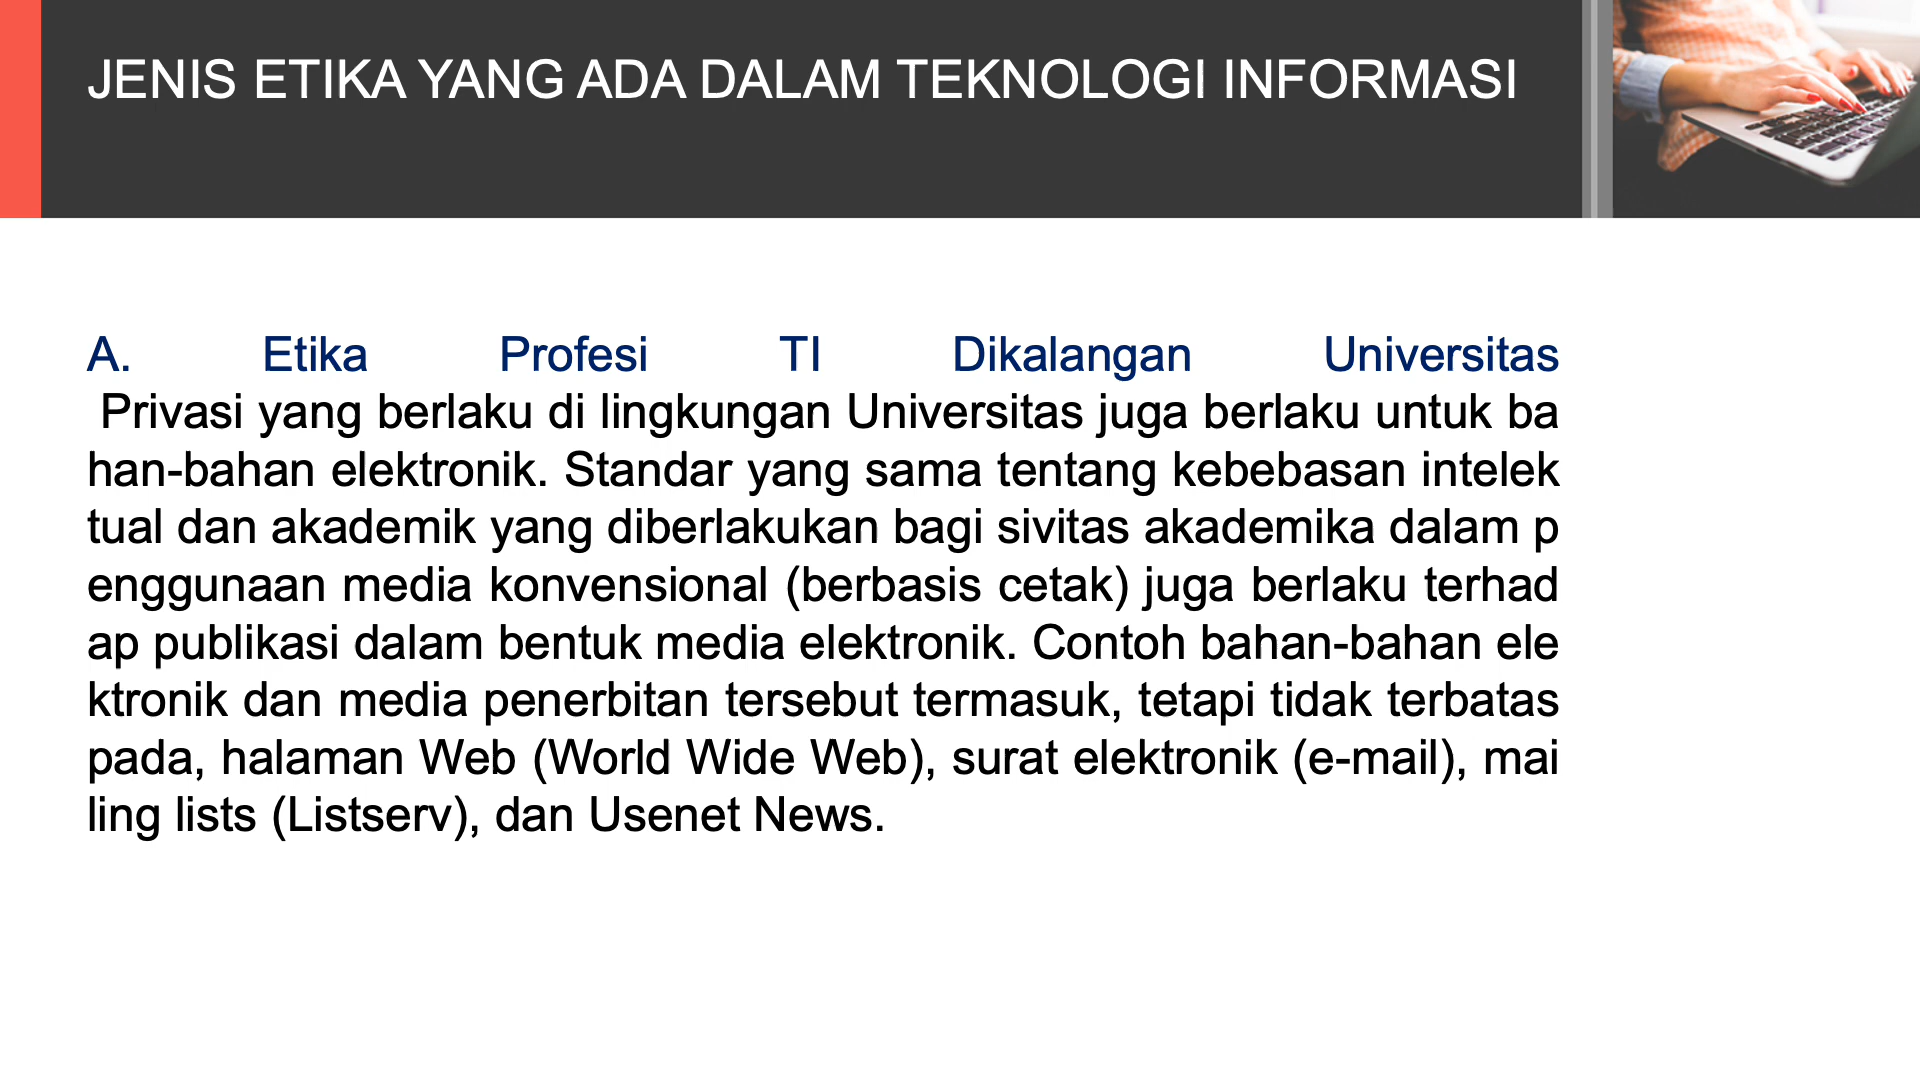 JENIS ETIKA YANG ADA DALAM TEKNOLOGI INFORMASI
A. Etika Profesi TI Dikalangan Universitas
Privasi yang berlaku di lingkungan Universitas juga berlaku untuk ba
han-bahan elektronik. Standar yang sama tentang kebebasan intelek
tual dan akademik yang diberlakukan bagi sivitas akademika dalam p
enggunaan media konvensional (berbasis cetak) juga berlaku terhad
ap publikasi dalam bentuk media elektronik. Contoh bahan-bahan ele
ktronik dan media penerbitan tersebut termasuk, tetapi tidak terbatas
pada, halaman Web (World Wide Web), surat elektronik (e-mail), mai
ling lists (Listserv), dan Usenet News.